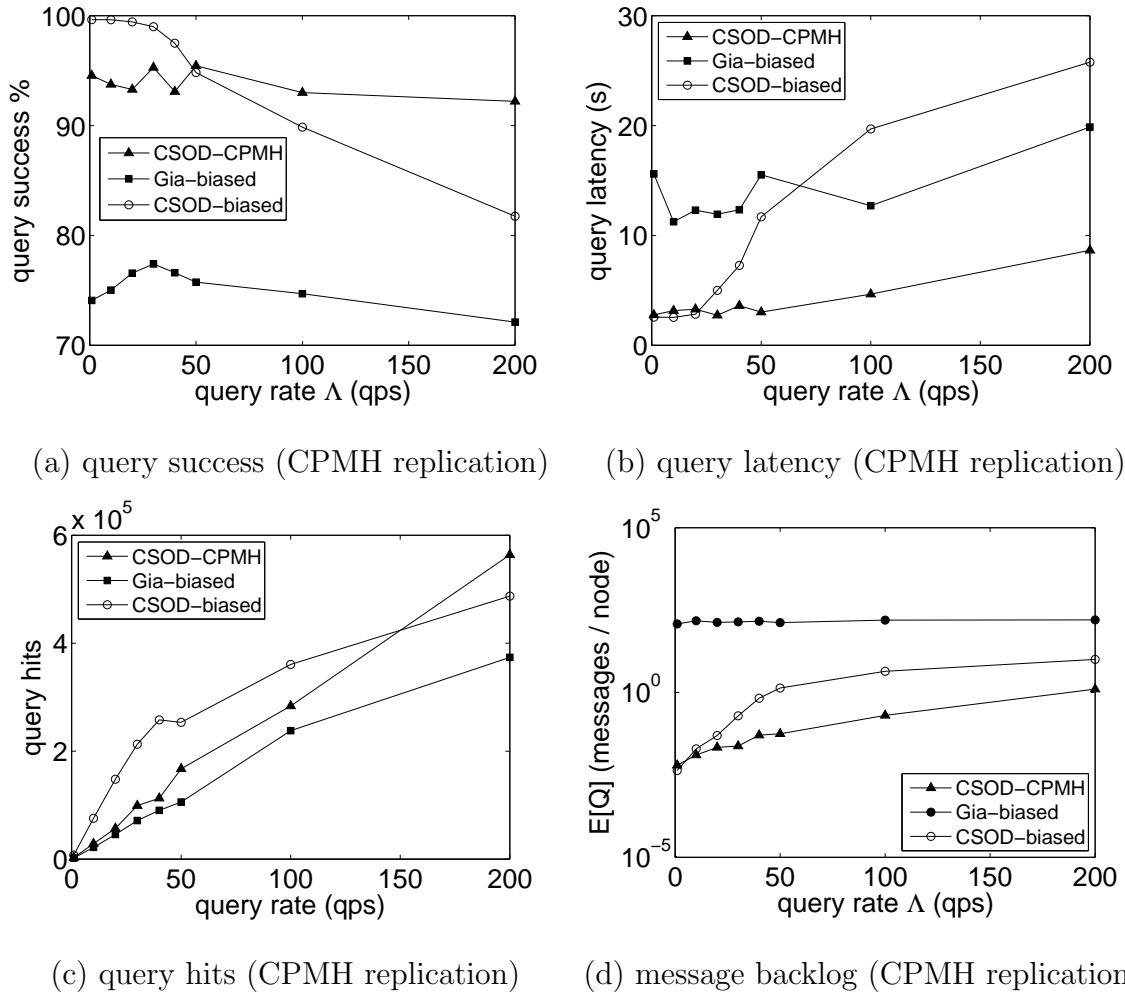 100
90
80
70
query success %
CSOD−CPMH
Gia−biased
CSOD−biased
0 50 100 150 200
query rate Λ (qps)
(a) query success (CPMH replication)
30
20
10
0
query latency (s)
CSOD−CPMH
Gia−biased
CSOD−biased
0 50 100 150 200
query rate Λ (qps)
(b) query latency (CPMH replication)
x 10^5
6
4
2
0
query hits
CSOD−CPMH
Gia−biased
CSOD−biased
0 50 100 150 200
query rate (qps)
(c) query hits (CPMH replication)
10^5
10^0
10^−5
E[Q] (messages / node)
CSOD−CPMH
Gia−biased
CSOD−biased
0 50 100 150 200
query rate Λ (qps)
(d) message backlog (CPMH replication